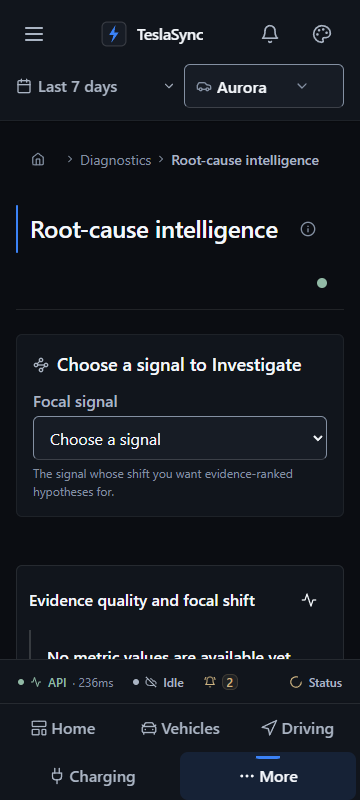 TeslaSync
Last 7 days
Aurora
Diagnostics
Root-cause intelligence
Root-cause intelligence
Choose a signal to Investigate
Focal signal
Choose a signal
The signal whose shift you want evidence-ranked
hypotheses for.
Evidence quality and focal shift
No metric values are available yet
API · 236ms
Idle
2
Status
Home
Vehicles
Driving
Charging
More